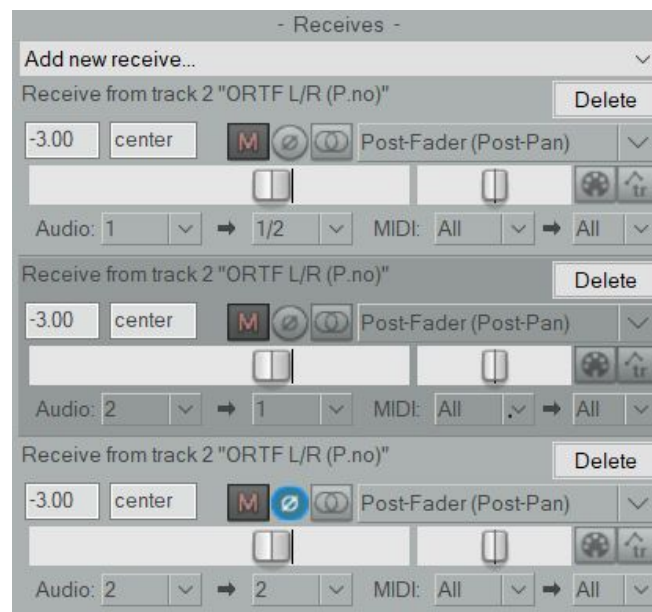 - Receives -
Add new receive...
Receive from track 2 "ORTF L/R (P.no)"
Delete
-3.00 center M Post-Fader (Post-Pan)
tr
Audio: 1 1/2 MIDI: All All
Receive from track 2 "ORTF L/R (P.no)"
Delete
-3.00 center M Post-Fader (Post-Pan)
tr
Audio: 2 1 MIDI: All All
Receive from track 2 "ORTF L/R (P.no)"
Delete
-3.00 center M Post-Fader (Post-Pan)
tr
Audio: 2 2 MIDI: All All